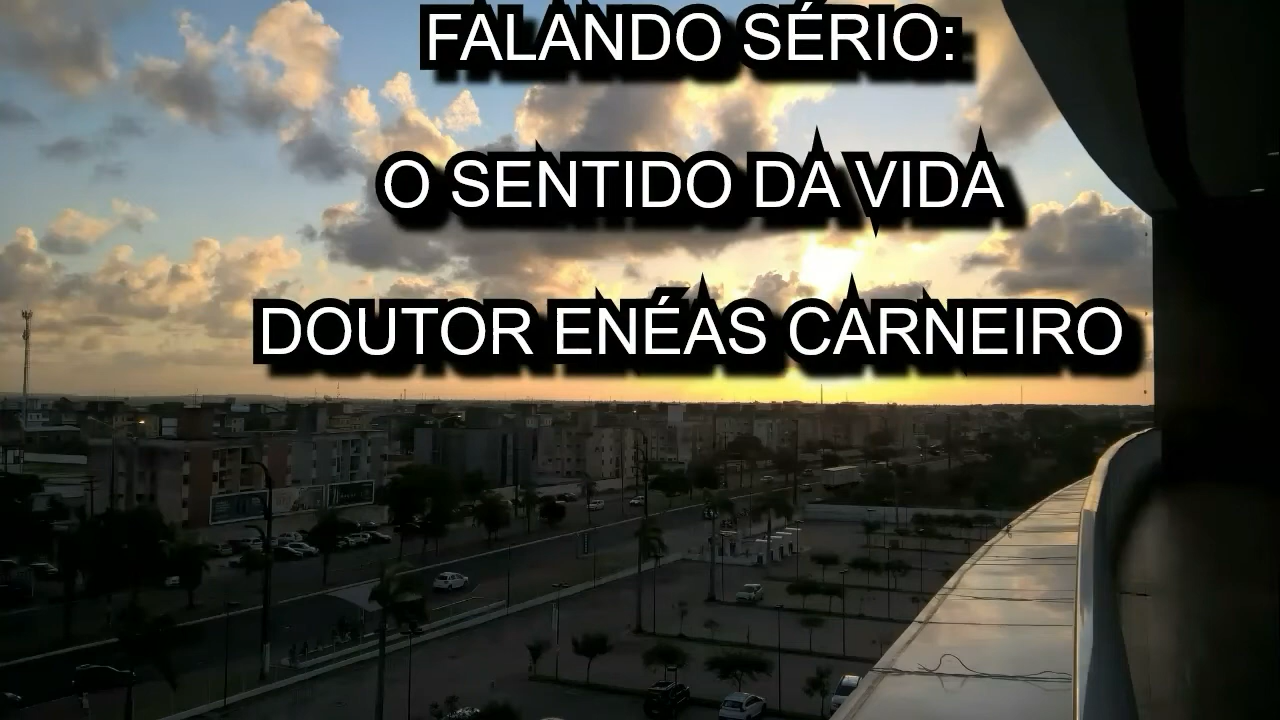 FALANDO SÉRIO:
O SENTIDO DA VIDA
DOUTOR ENÉAS CARNEIRO